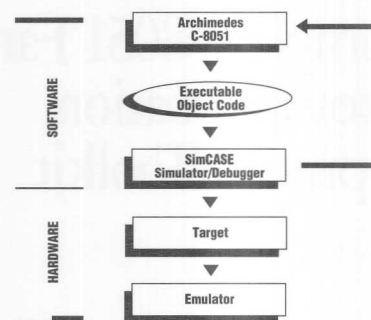 Archimedes
C-8051
Executable
Object Code
SOFTWARE
SimCASE
Simulator/Debugger
Target
HARDWARE
Emulator